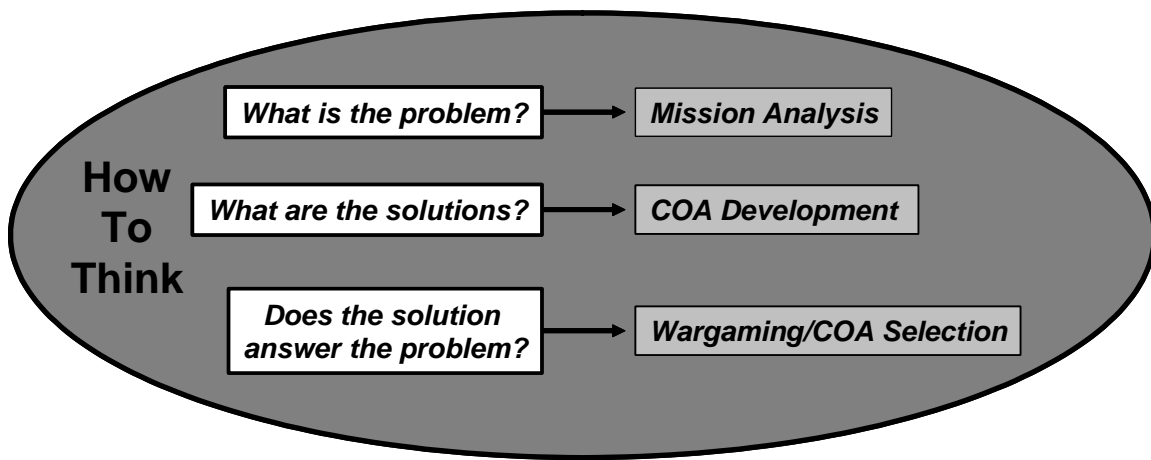 How
To
Think
What is the problem?
Mission Analysis
What are the solutions?
COA Development
Does the solution
answer the problem?
Wargaming/COA Selection